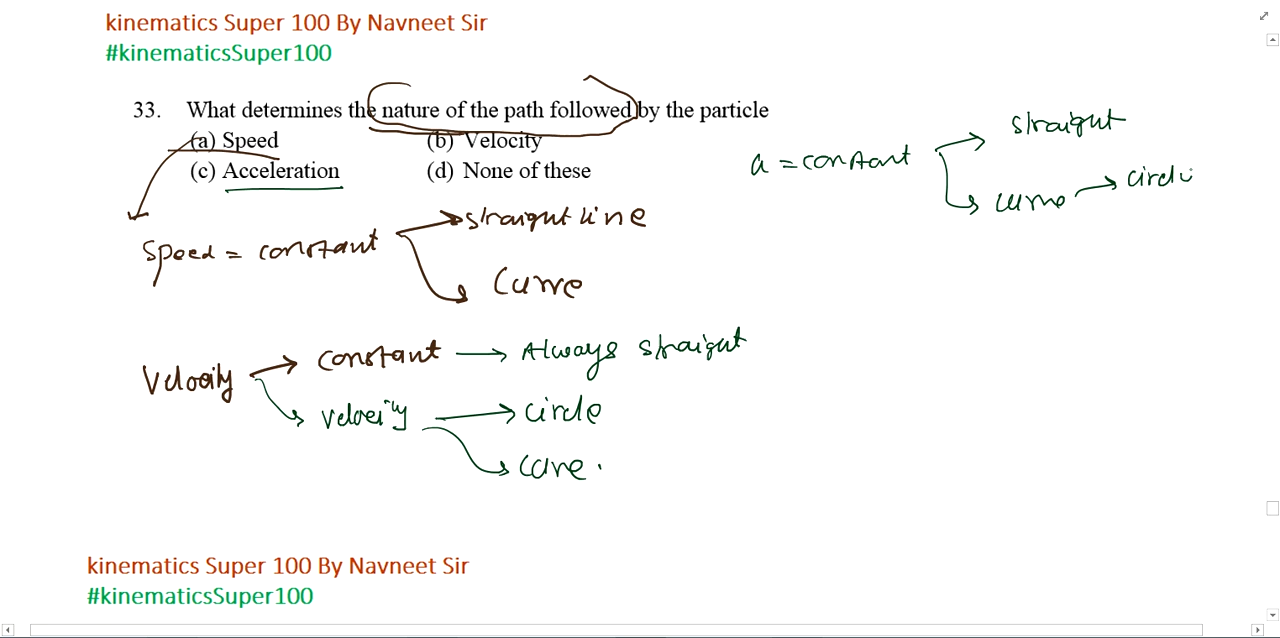 kinematics Super 100 By Navneet Sir
#kinematicsSuper100
33. What determines the nature of the path followed by the particle
(a) Speed (b) Velocity
(c) Acceleration (d) None of these
a = constant
straight
curve → circle
Speed = constant
straight line
Curve
Velocity → constant → Always straight
velocity → circle
curve .
kinematics Super 100 By Navneet Sir
#kinematicsSuper100